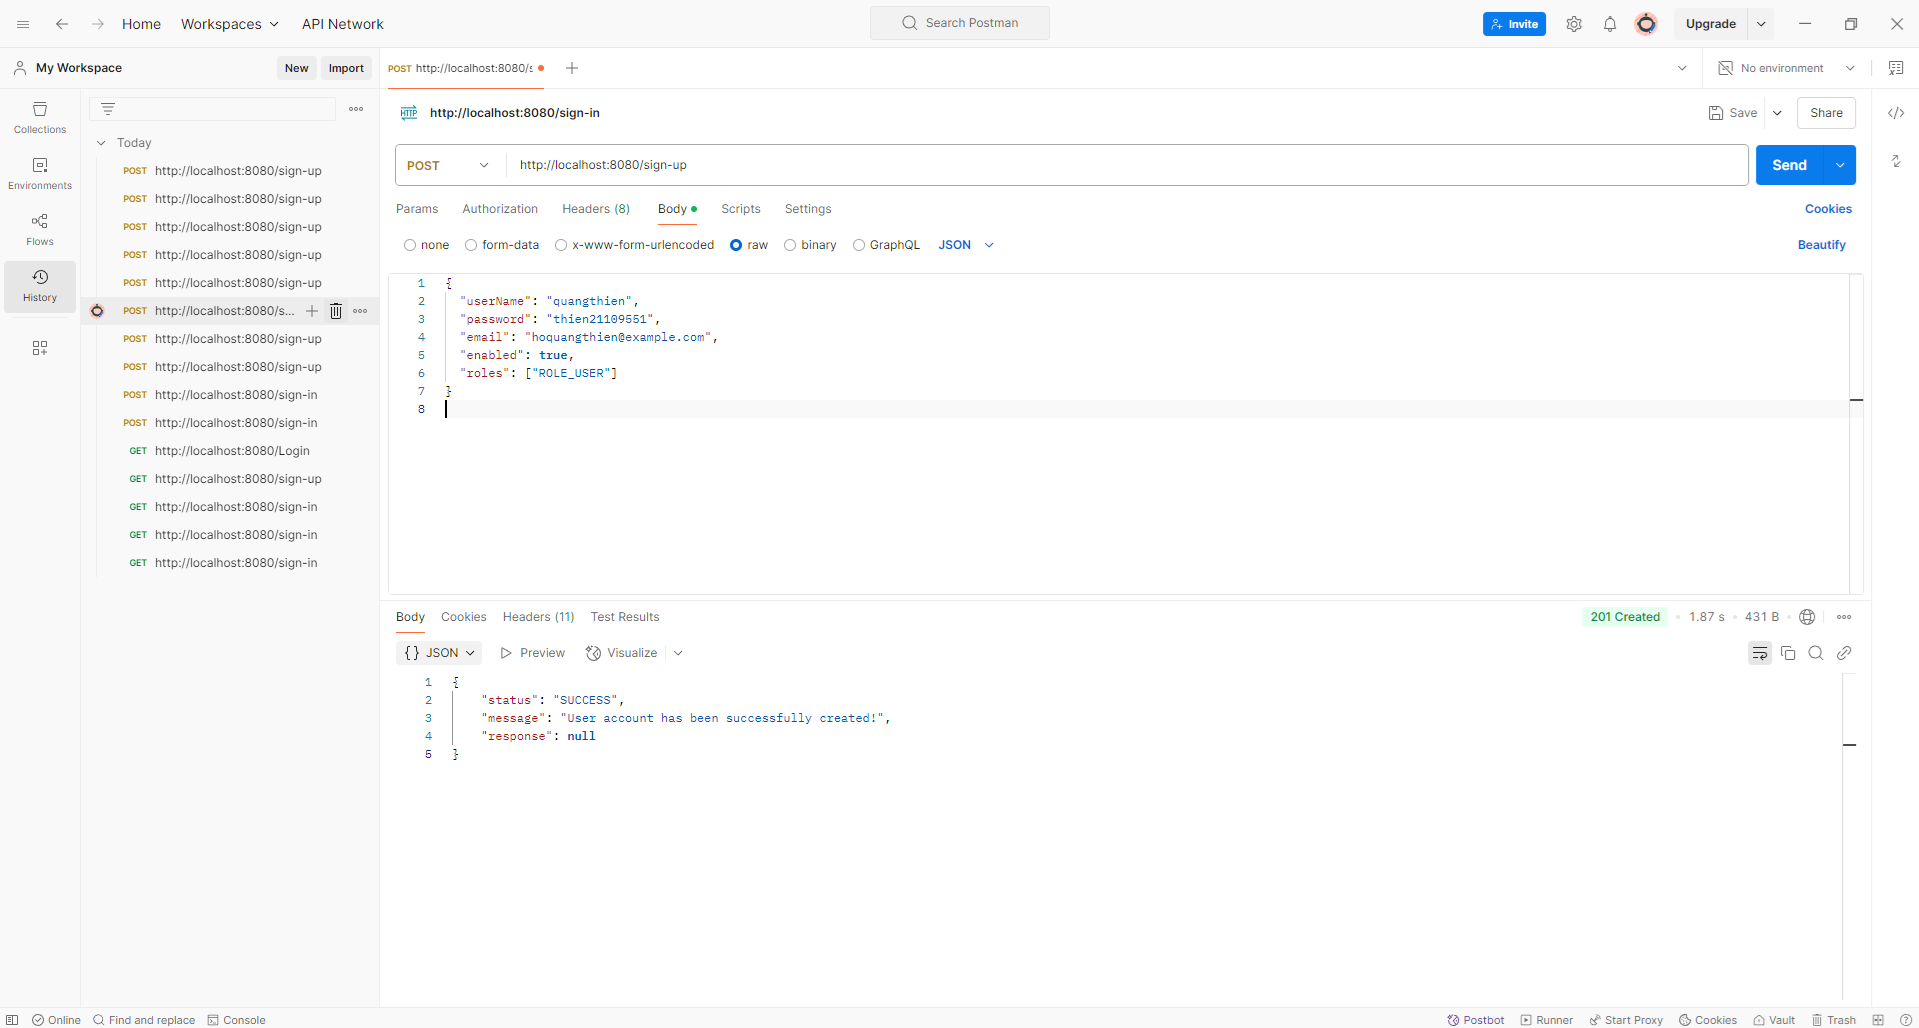 Home
Workspaces
API Network
Search Postman
Invite
Upgrade
My Workspace
New
Import
POST http://localhost:8080/s
No environment
Collections
Environments
Flows
History
Today
POST http://localhost:8080/sign-up
POST http://localhost:8080/sign-up
POST http://localhost:8080/sign-up
POST http://localhost:8080/sign-up
POST http://localhost:8080/sign-up
POST http://localhost:8080/s...
POST http://localhost:8080/sign-up
POST http://localhost:8080/sign-up
POST http://localhost:8080/sign-in
POST http://localhost:8080/sign-in
GET http://localhost:8080/Login
GET http://localhost:8080/sign-up
GET http://localhost:8080/sign-in
GET http://localhost:8080/sign-in
GET http://localhost:8080/sign-in
HTTP http://localhost:8080/sign-in
Save
Share
POST http://localhost:8080/sign-up
Send
Params Authorization Headers (8) Body Scripts Settings
Cookies
none form-data x-www-form-urlencoded raw binary GraphQL JSON
Beautify
1 {
2 "userName": "quangthien",
3 "password": "thien21109551",
4 "email": "hoquangthien@example.com",
5 "enabled": true,
6 "roles": ["ROLE_USER"]
7 }
8
Body Cookies Headers (11) Test Results
201 Created 1.87 s 431 B
{} JSON Preview Visualize
1 {
2 "status": "SUCCESS",
3 "message": "User account has been successfully created!",
4 "response": null
5 }
Online Find and replace Console
Postbot Runner Start Proxy Cookies Vault Trash